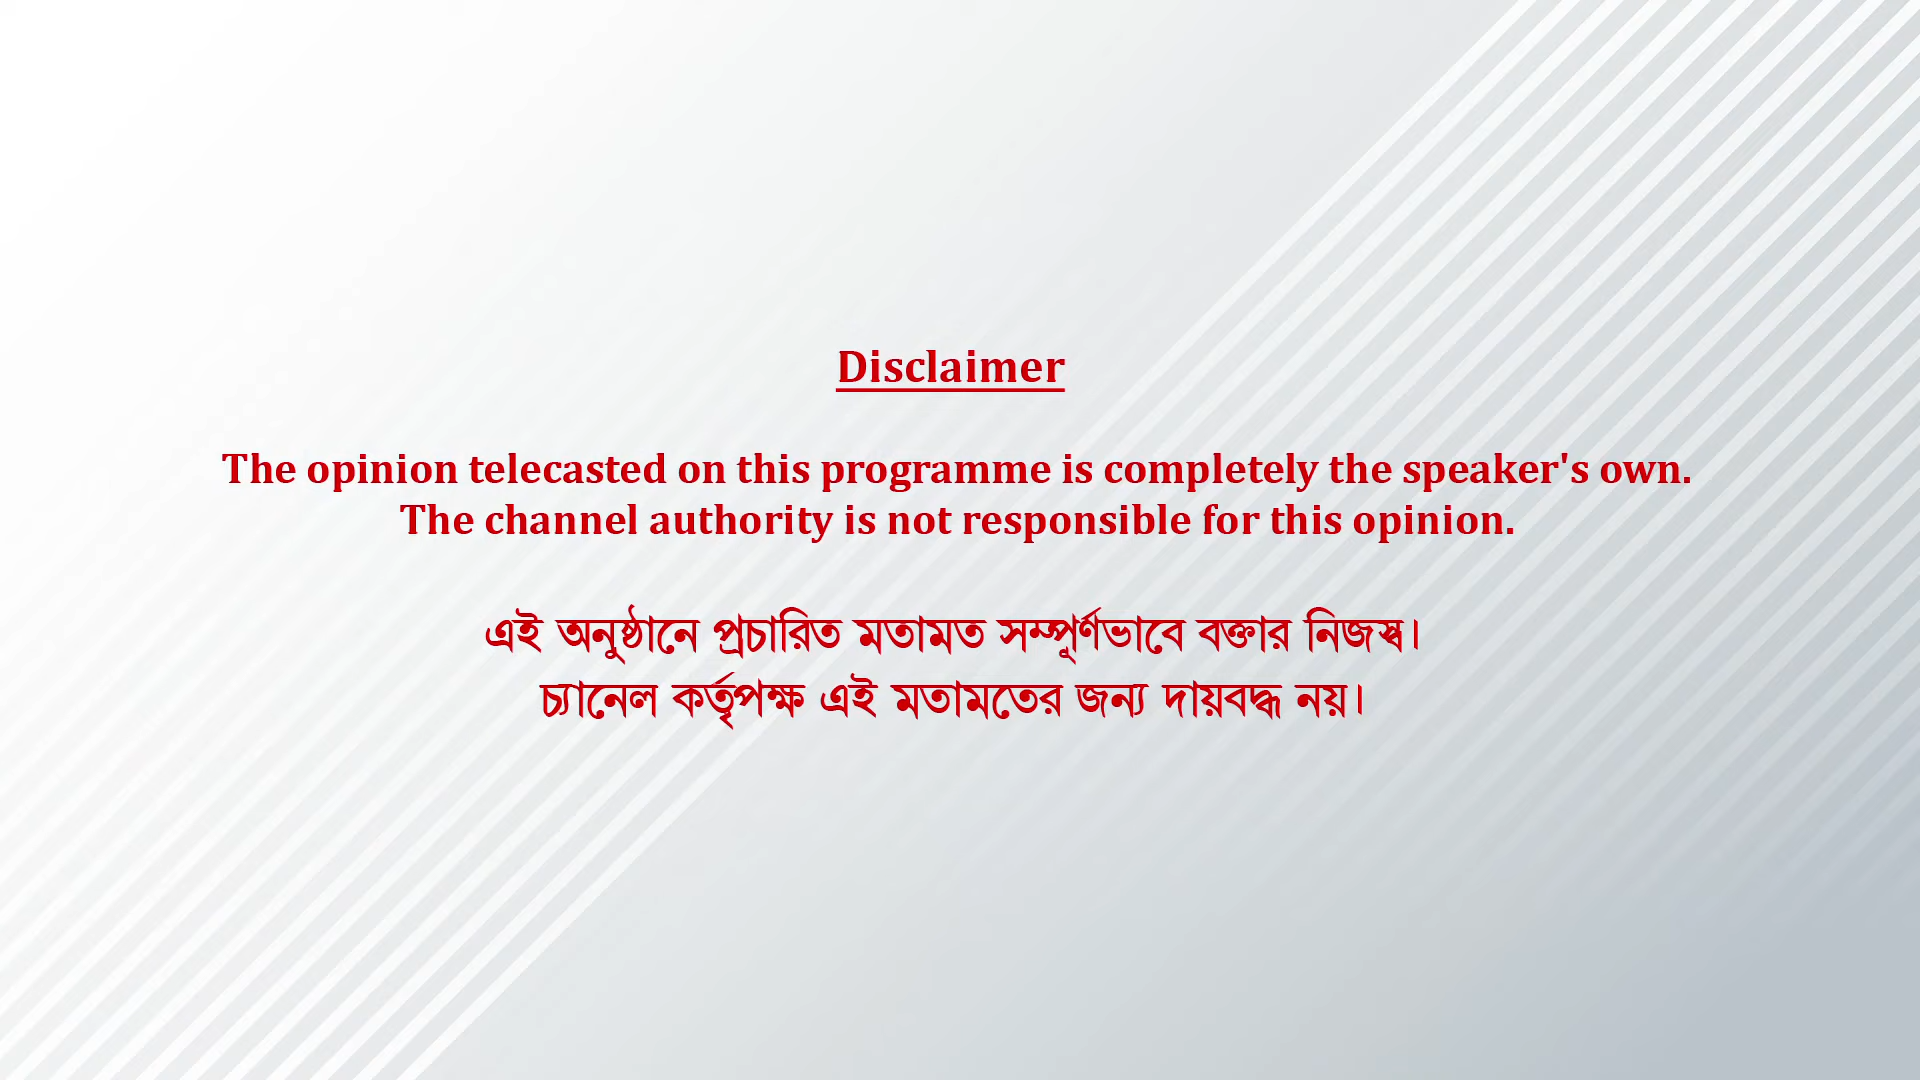 Disclaimer
The opinion telecasted on this programme is completely the speaker's own.
The channel authority is not responsible for this opinion.
এই অনুষ্ঠানে প্রচারিত মতামত সম্পূর্ণভাবে বক্তার নিজস্ব।
চ্যানেল কর্তৃপক্ষ এই মতামতের জন্য দায়বদ্ধ নয়।